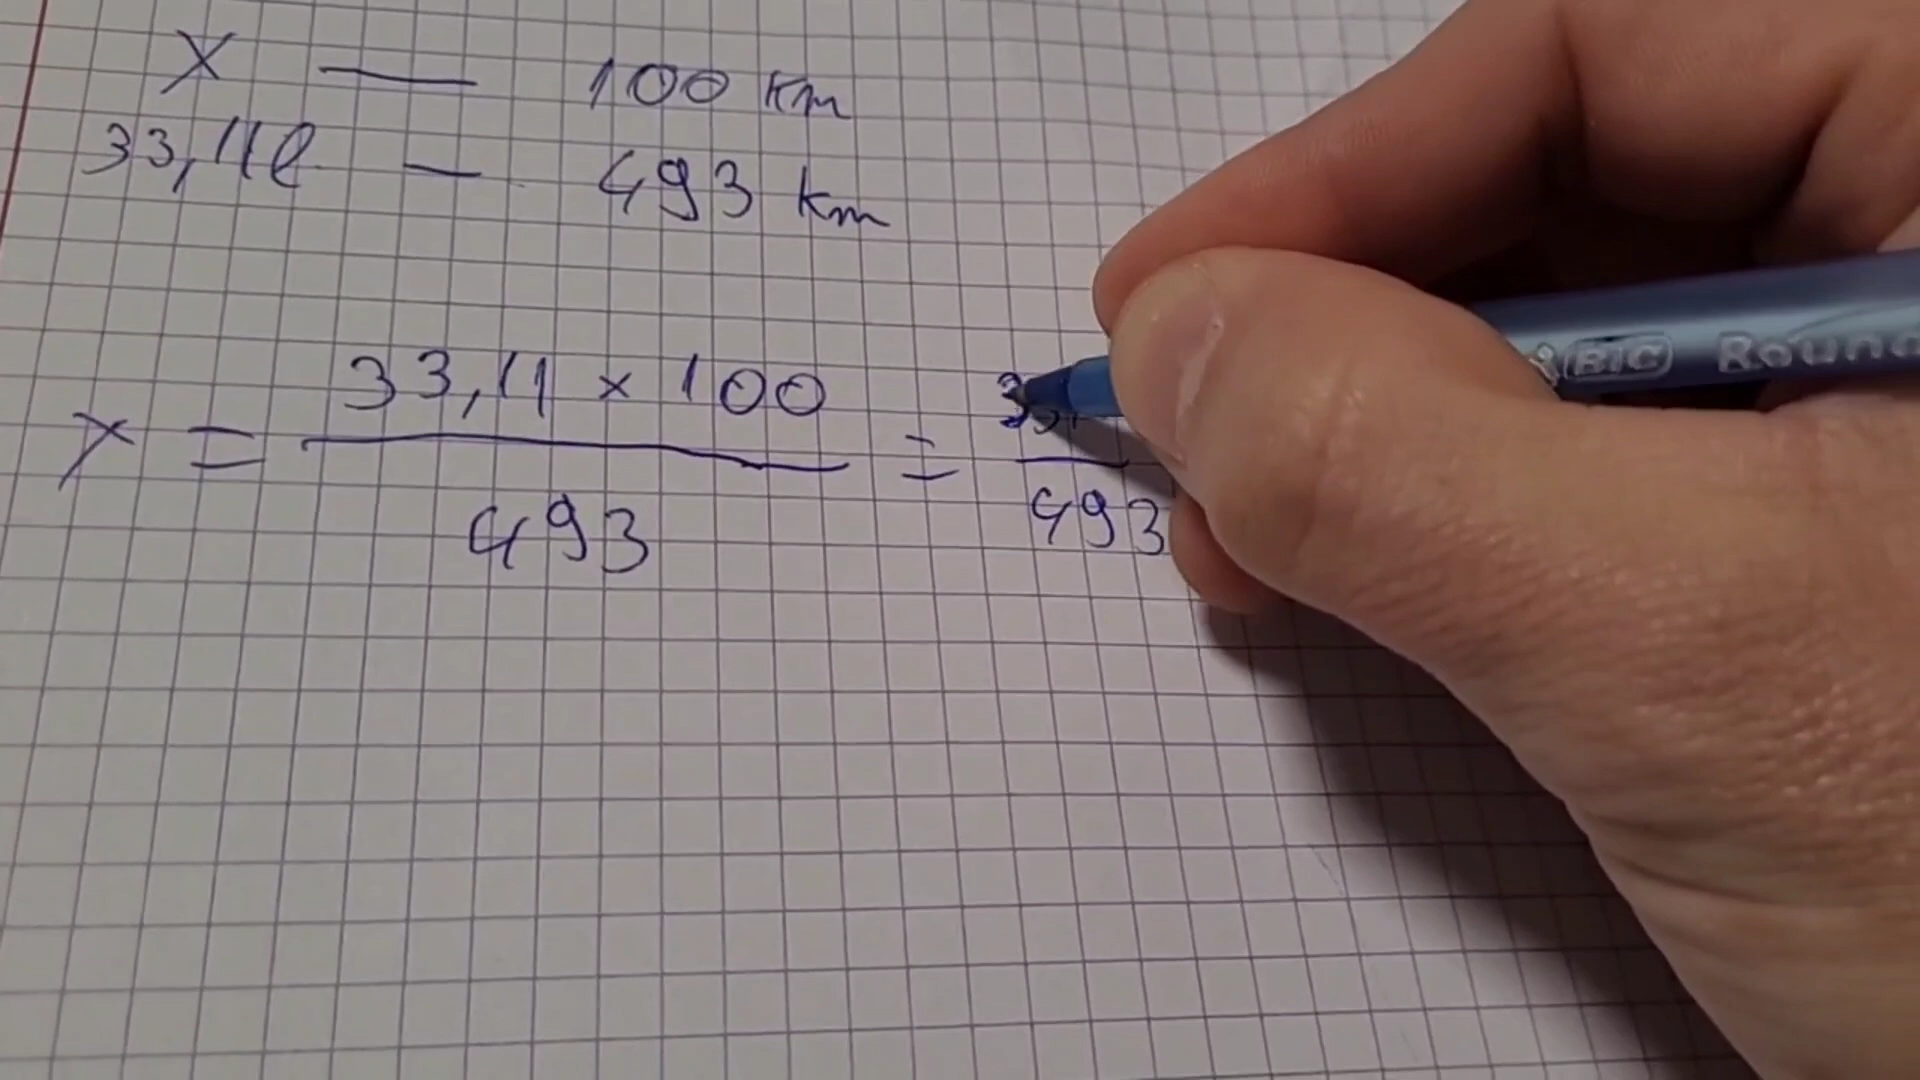 x — 100 km
33,11l — 493 km
x = 33,11 x 100 =
493
493
BIC Round